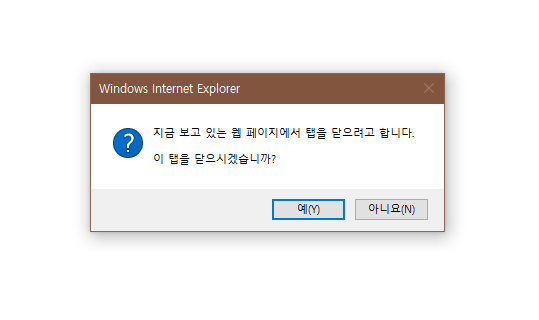 Windows Internet Explorer
지금 보고 있는 웹 페이지에서 탭을 닫으려고 합니다.
이 탭을 닫으시겠습니까?
예(Y) 아니요(N)